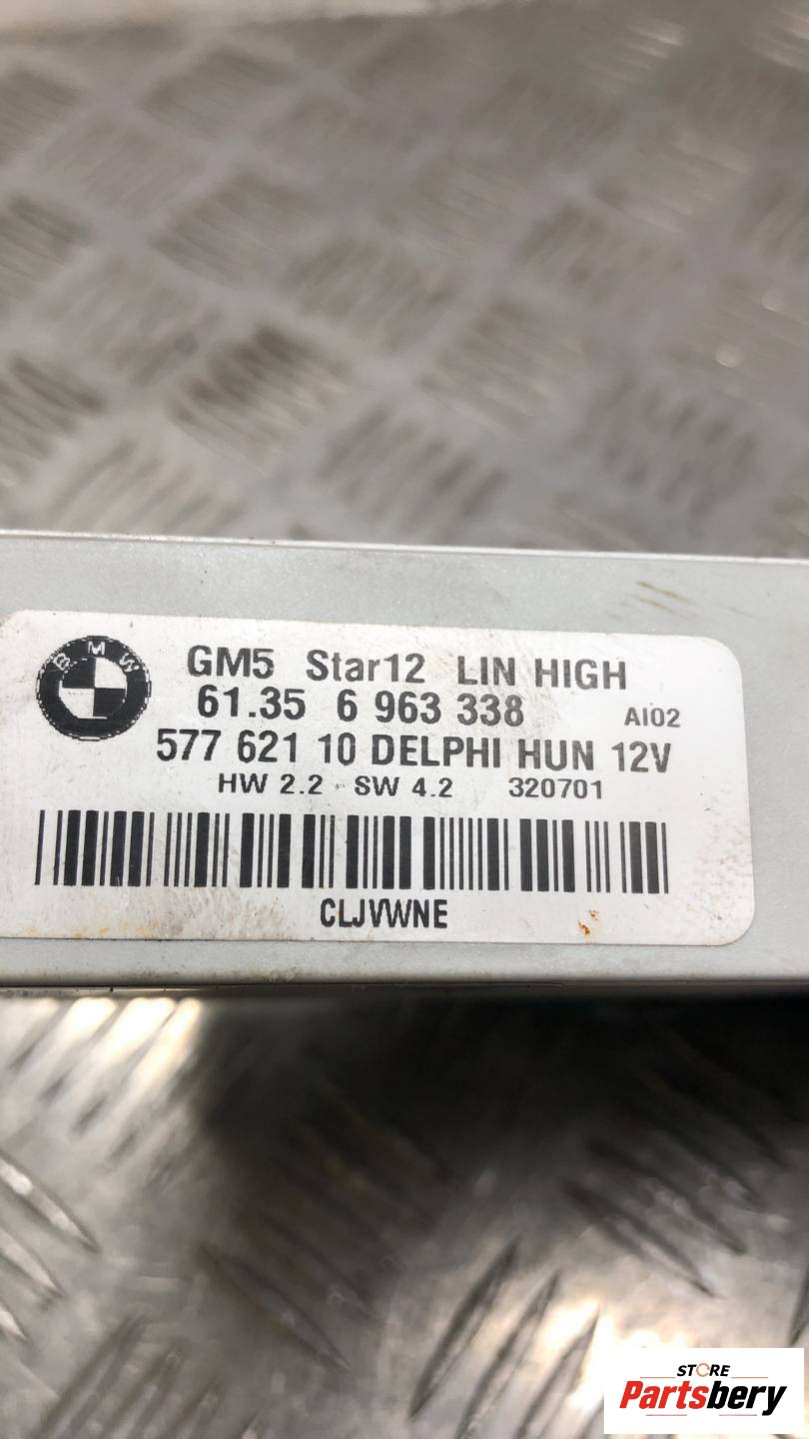 BMW
GM5 Star12 LIN HIGH
61.35 6 963 338 AI02
577 621 10 DELPHI HUN 12V
HW 2.2 - SW 4.2 320701
CLJVWNE
STORE
Partsbery